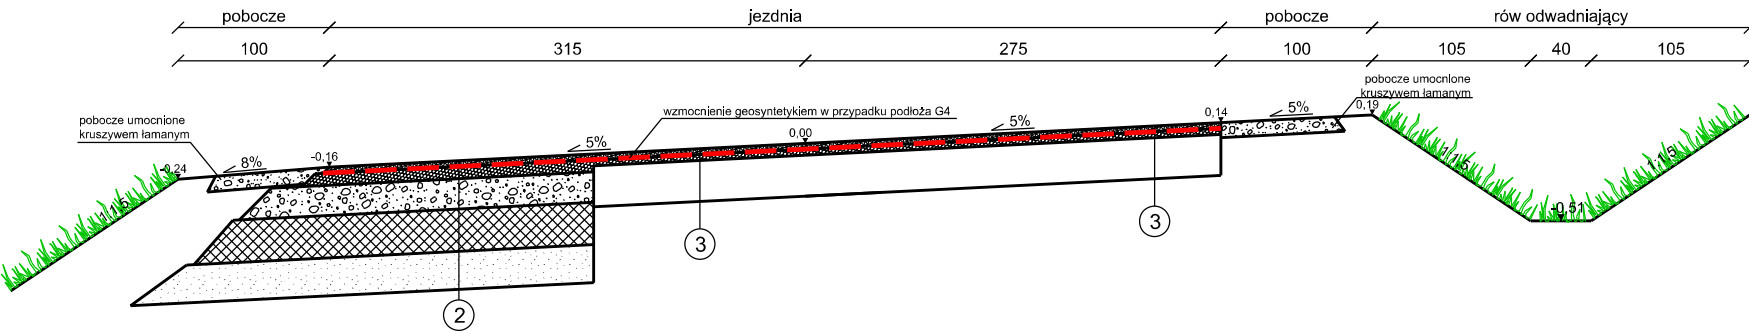 pobocze jezdnia pobocze rów odwadniający
100 315 275 100 105 40 105
pobocze umocnione
kruszywem łamanym
wzmocnienie geosyntetykiem w przypadku podłoża G4
pobocze umocnione
kruszywem łamanym
-0,24 8% -0,16 5% 0,00 5% 0,14 5% 0,19
1:1.5 1:1.5 -0,51 1:1.5
2 3 3